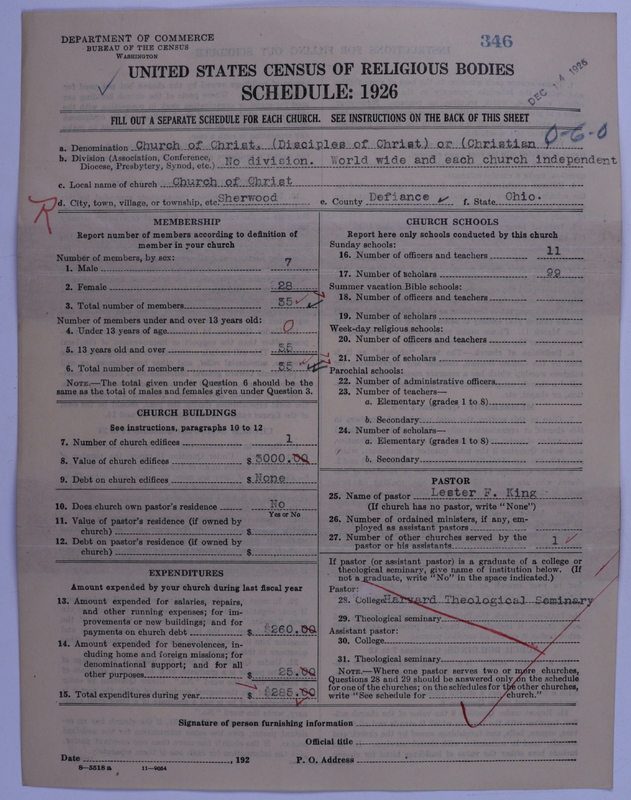 DEPARTMENT OF COMMERCE
BUREAU OF THE CENSUS
WASHINGTON
346
DEC 14 1926
UNITED STATES CENSUS OF RELIGIOUS BODIES
SCHEDULE: 1926
FILL OUT A SEPARATE SCHEDULE FOR EACH CHURCH. SEE INSTRUCTIONS ON THE BACK OF THIS SHEET
0-6-0
a. Denomination Church of Christ, (Disciples of Christ) or (Christian )
b. Division (Association, Conference, Diocese, Presbytery, Synod, etc.) No division. World wide and each church independent
c. Local name of church Church of Christ
R d. City, town, village, or township, etc. Sherwood e. County Defiance f. State Ohio.
MEMBERSHIP
Report number of members according to definition of
member in your church
Number of members, by sex:
1. Male 7
2. Female 28
3. Total number of members 35
Number of members under and over 13 years old:
4. Under 13 years of age 0
5. 13 years old and over 35
6. Total number of members 35
NOTE.—The total given under Question 6 should be the
same as the total of males and females given under Question 3.
CHURCH BUILDINGS
See instructions, paragraphs 10 to 12
7. Number of church edifices 1
8. Value of church edifices $ 3000.00
9. Debt on church edifices $ None
10. Does church own pastor's residence? No
Yes or No
11. Value of pastor's residence (if owned by
church) $
12. Debt on pastor's residence (if owned by
church) $
EXPENDITURES
Amount expended by your church during last fiscal year
13. Amount expended for salaries, repairs,
and other running expenses; for im-
provements or new buildings; and for
payments on church debt $ $260.00
14. Amount expended for benevolences, in-
cluding home and foreign missions; for
denominational support; and for all
other purposes $ 25.00
15. Total expenditures during year $ $285.00
CHURCH SCHOOLS
Report here only schools conducted by this church
Sunday schools:
16. Number of officers and teachers 11
17. Number of scholars 99
Summer vacation Bible schools:
18. Number of officers and teachers
19. Number of scholars
Week-day religious schools:
20. Number of officers and teachers
21. Number of scholars
Parochial schools:
22. Number of administrative officers
23. Number of teachers—
a. Elementary (grades 1 to 8)
b. Secondary
24. Number of scholars—
a. Elementary (grades 1 to 8)
b. Secondary
PASTOR
25. Name of pastor Lester F. King
(If church has no pastor, write "None")
26. Number of ordained ministers, if any, em-
ployed as assistant pastors
27. Number of other churches served by the
pastor or his assistants 1
If pastor (or assistant pastor) is a graduate of a college or
theological seminary, give name of institution below. (If
not a graduate, write "No" in the space indicated.)
Pastor:
28. College Harvard Theological Seminary
29. Theological seminary
Assistant pastor:
30. College
31. Theological seminary
NOTE.—Where one pastor serves two or more churches,
Questions 28 and 29 should be answered only on the schedule
for one of the churches; on the schedules for the other churches,
write "See schedule for church."
Signature of person furnishing information
Official title
Date , 192 P. O. Address
8-5518a 11-9034